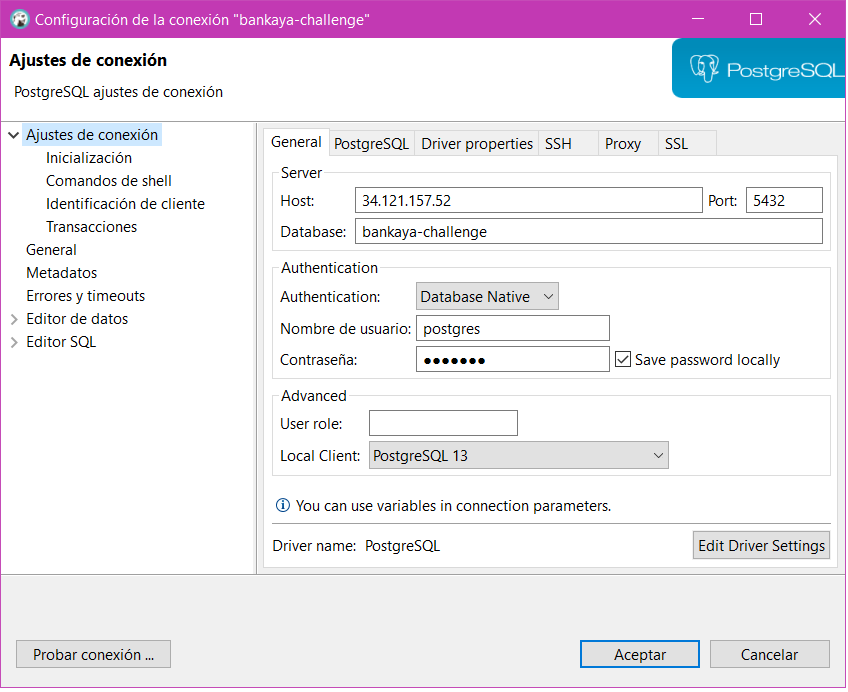 Configuración de la conexión "bankaya-challenge"
Ajustes de conexión
PostgreSQL ajustes de conexión
PostgreSQL
Ajustes de conexión
Inicialización
Comandos de shell
Identificación de cliente
Transacciones
General
Metadatos
Errores y timeouts
Editor de datos
Editor SQL
General PostgreSQL Driver properties SSH Proxy SSL
Server
Host: 34.121.157.52 Port: 5432
Database: bankaya-challenge
Authentication
Authentication: Database Native
Nombre de usuario: postgres
Contraseña: ●●●●●●● Save password locally
Advanced
User role:
Local Client: PostgreSQL 13
You can use variables in connection parameters.
Driver name: PostgreSQL Edit Driver Settings
Probar conexión ... Aceptar Cancelar